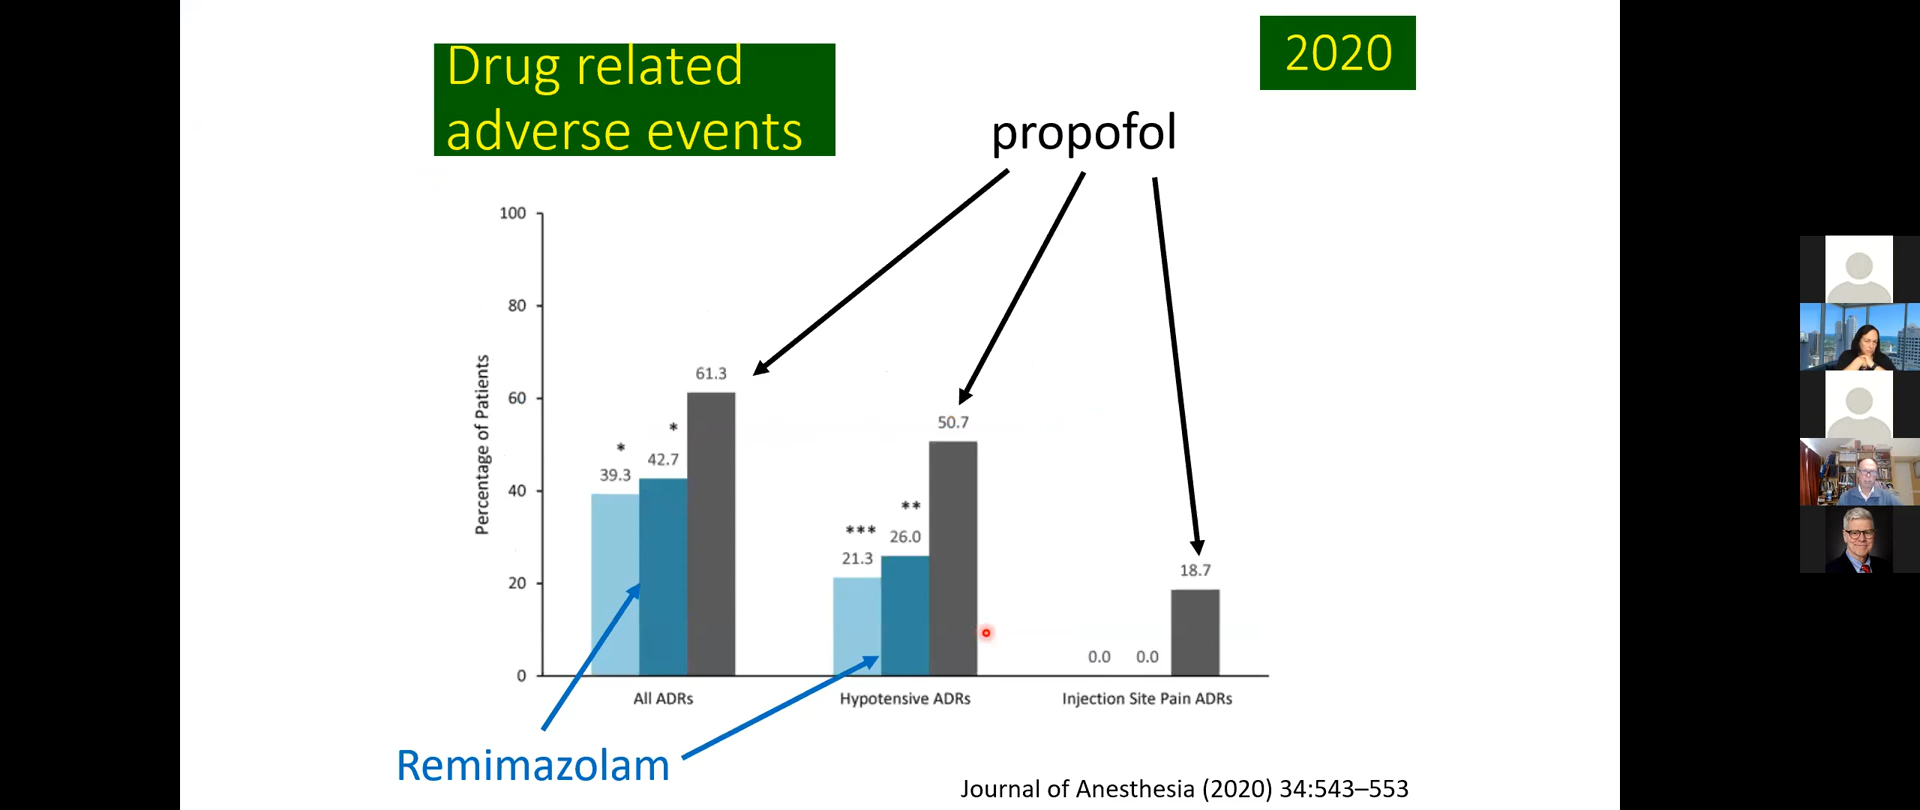 Drug related
adverse events
2020
propofol
100
80
60
40
20
0
Percentage of Patients
*
39.3
*
42.7
61.3
***
21.3
**
26.0
50.7
0.0
0.0
18.7
All ADRs
Hypotensive ADRs
Injection Site Pain ADRs
Remimazolam
Journal of Anesthesia (2020) 34:543–553